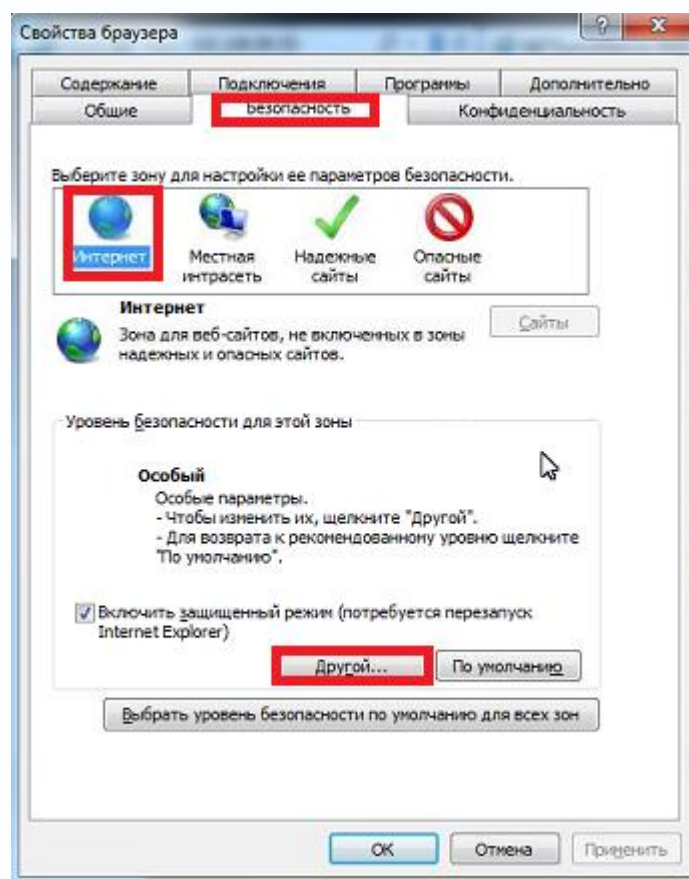 Свойства браузера
Содержание Подключения Программы Дополнительно
Общие Безопасность Конфиденциальность
Выберите зону для настройки ее параметров безопасности.
Интернет Местная интрасеть Надежные сайты Опасные сайты
Интернет
Зона для веб-сайтов, не включенных в зоны
надежных и опасных сайтов.
Сайты
Уровень безопасности для этой зоны
Особый
Особые параметры.
- Чтобы изменить их, щелкните "Другой".
- Для возврата к рекомендованному уровню щелкните
"По умолчанию".
Включить защищенный режим (потребуется перезапуск
Internet Explorer)
Другой... По умолчанию
Выбрать уровень безопасности по умолчанию для всех зон
ОК Отмена Применить